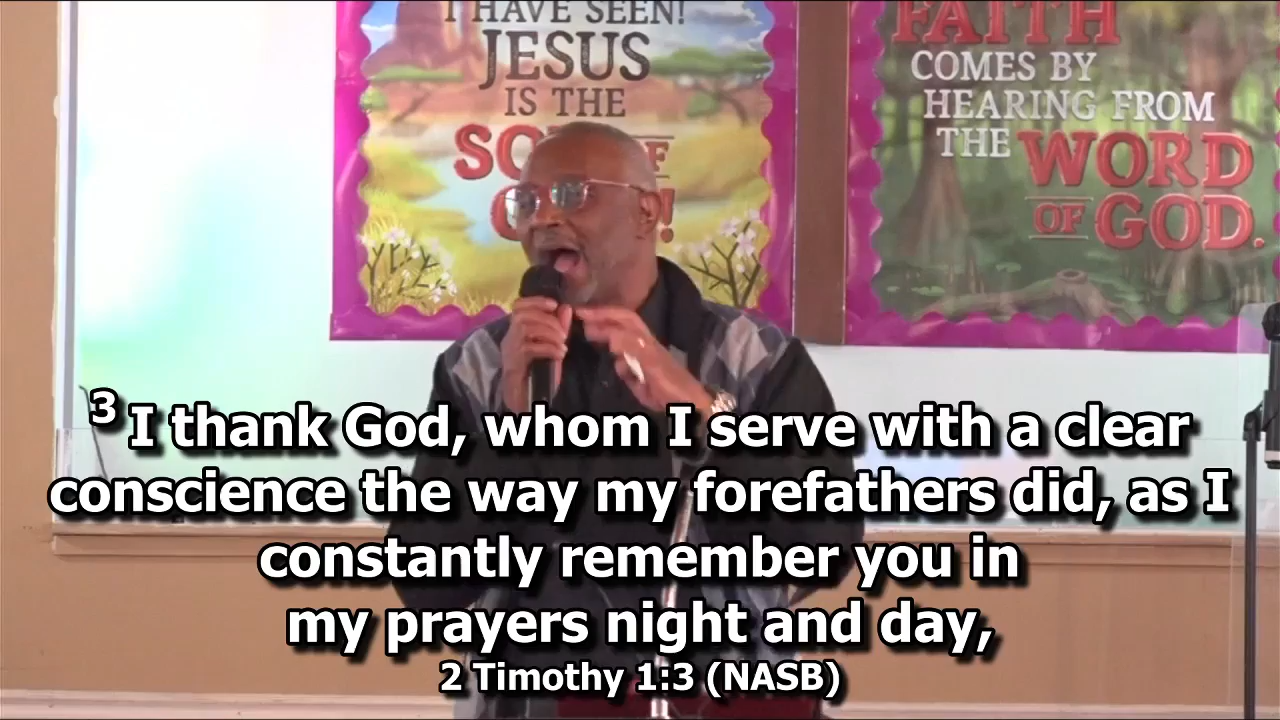 I HAVE SEEN!
JESUS
IS THE
FAITH
COMES BY
HEARING FROM
THE WORD
OF GOD.
3 I thank God, whom I serve with a clear
conscience the way my forefathers did, as I
constantly remember you in
my prayers night and day,
2 Timothy 1:3 (NASB)